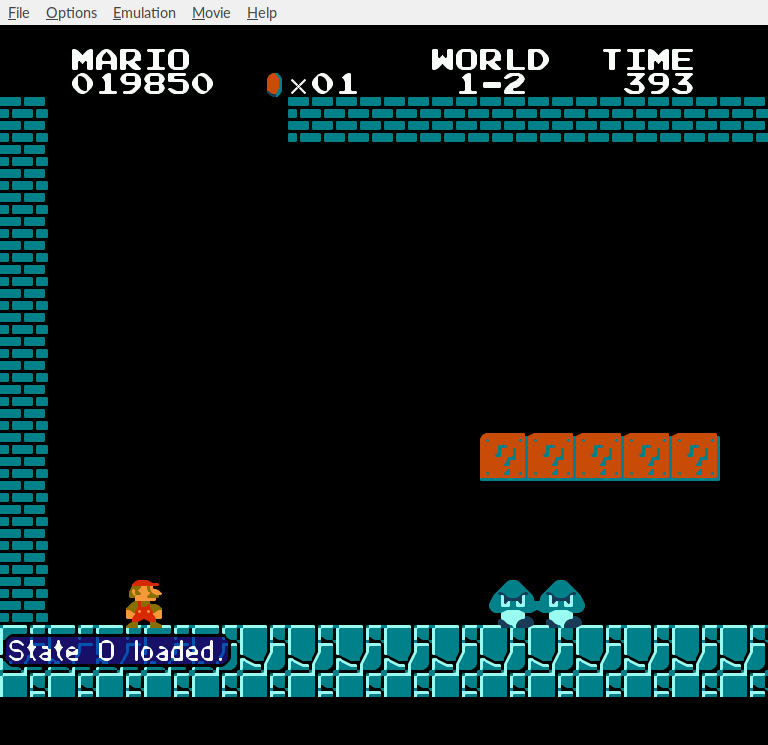 File Options Emulation Movie Help
MARIO WORLD TIME
019850 ×01 1-2 393
? ? ? ? ?
State 0 loaded.